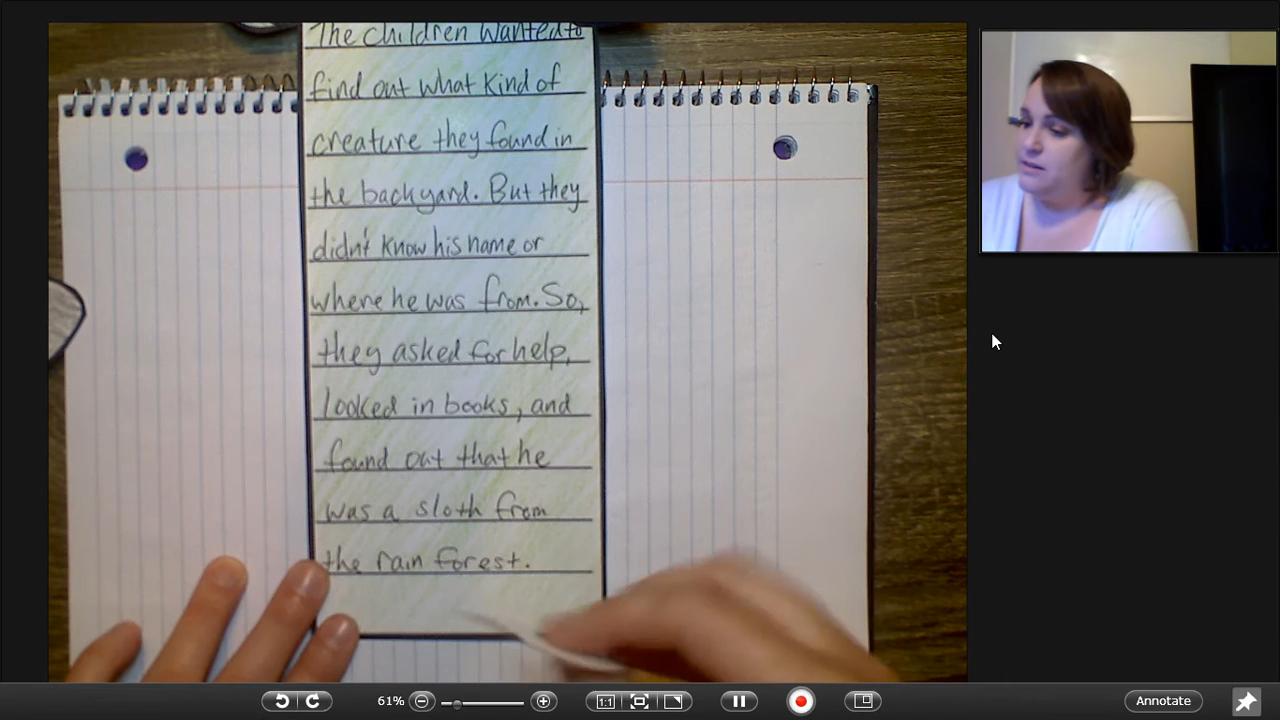 The children wanted to
find out what kind of
creature they found in
the backyard. But they
didn't know his name or
where he was from. So,
they asked for help,
looked in books, and
found out that he
was a sloth from
the rain forest.
61%
1:1
Annotate